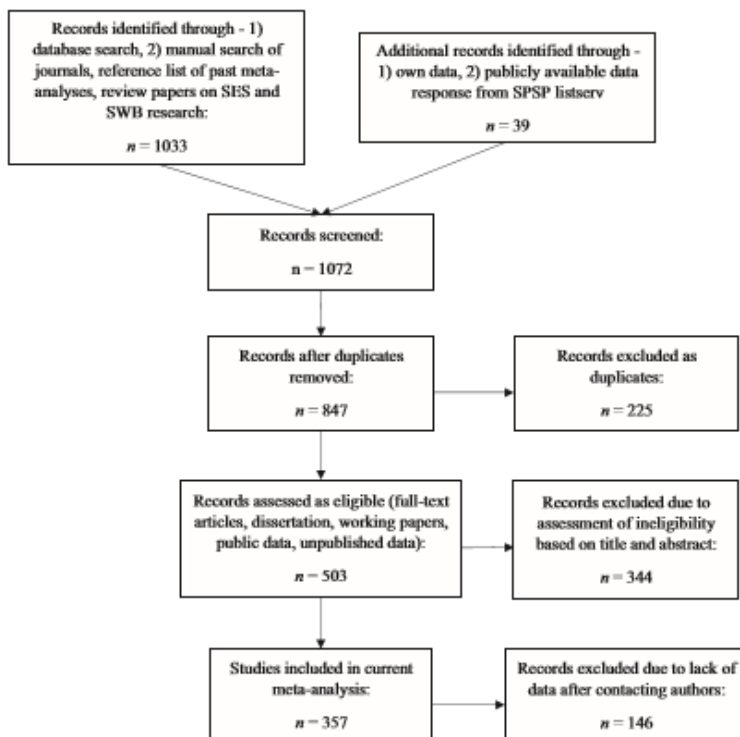 Records identified through - 1)
database search, 2) manual search of
journals, reference list of past meta-
analyses, review papers on SES and
SWB research:
n = 1033
Additional records identified through -
1) own data, 2) publicly available data
response from SPSP listserv
n = 39
Records screened:
n = 1072
Records after duplicates
removed:
n = 847
Records excluded as
duplicates:
n = 225
Records assessed as eligible (full-text
articles, dissertation, working papers,
public data, unpublished data):
n = 503
Records excluded due to
assessment of ineligibility
based on title and abstract:
n = 344
Studies included in current
meta-analysis:
n = 357
Records excluded due to lack of
data after contacting authors:
n = 146